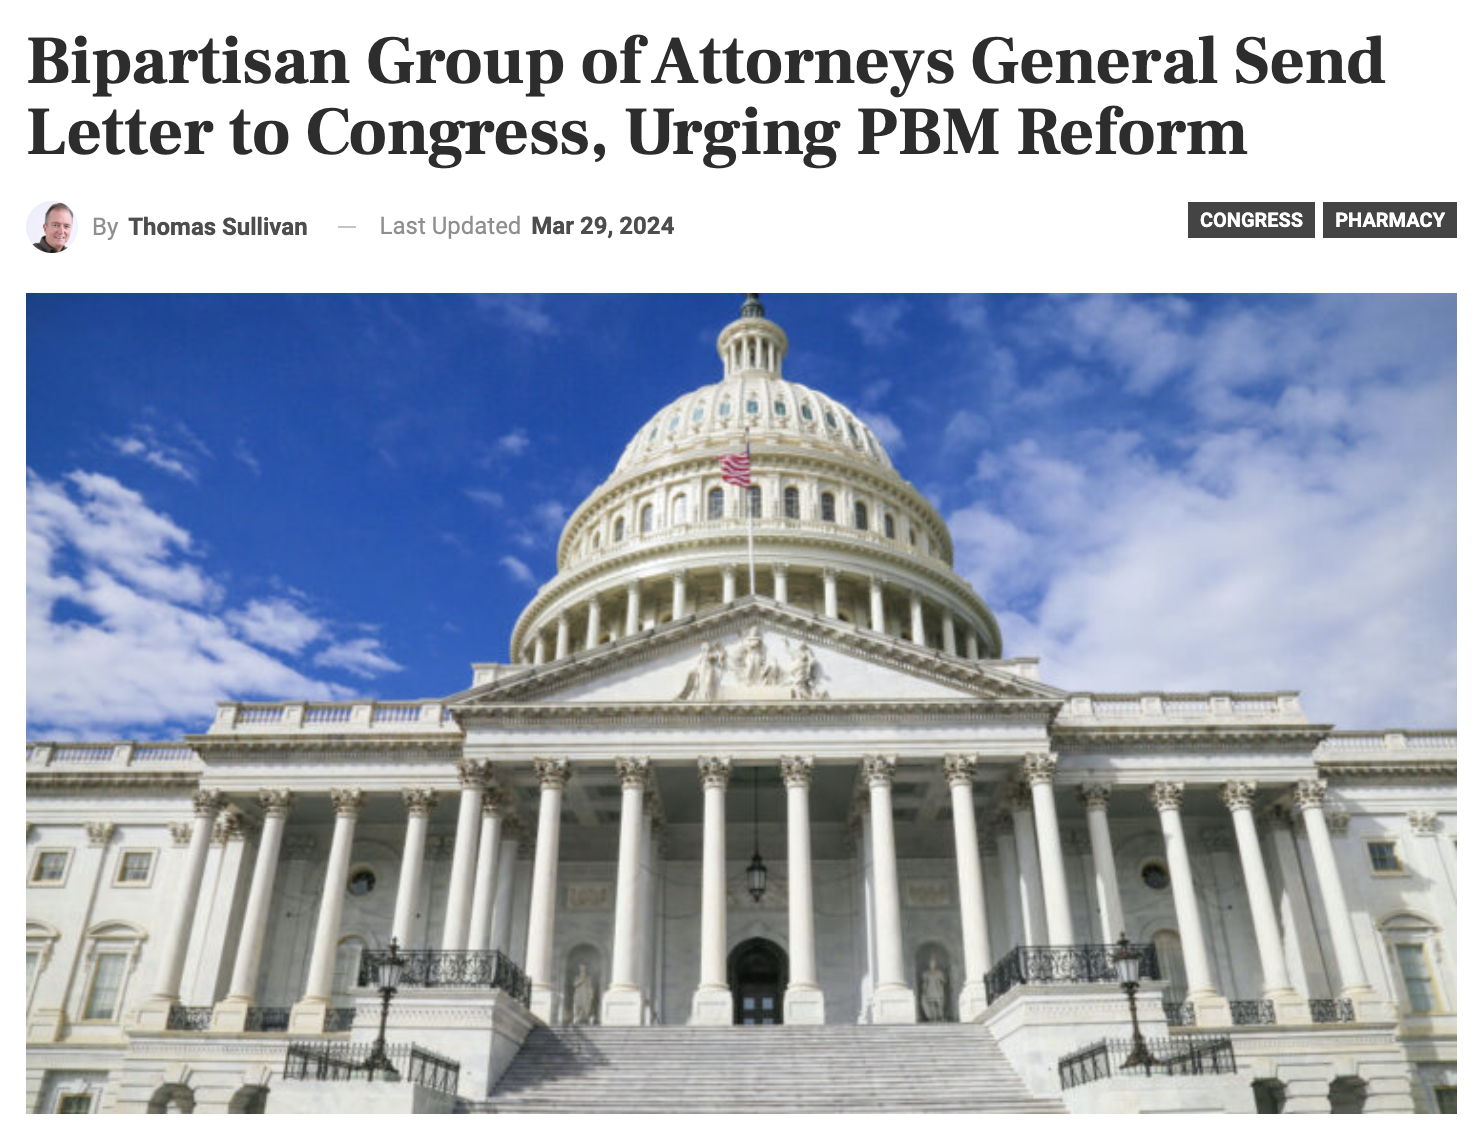 Bipartisan Group of Attorneys General Send
Letter to Congress, Urging PBM Reform
By Thomas Sullivan — Last Updated Mar 29, 2024
CONGRESS PHARMACY